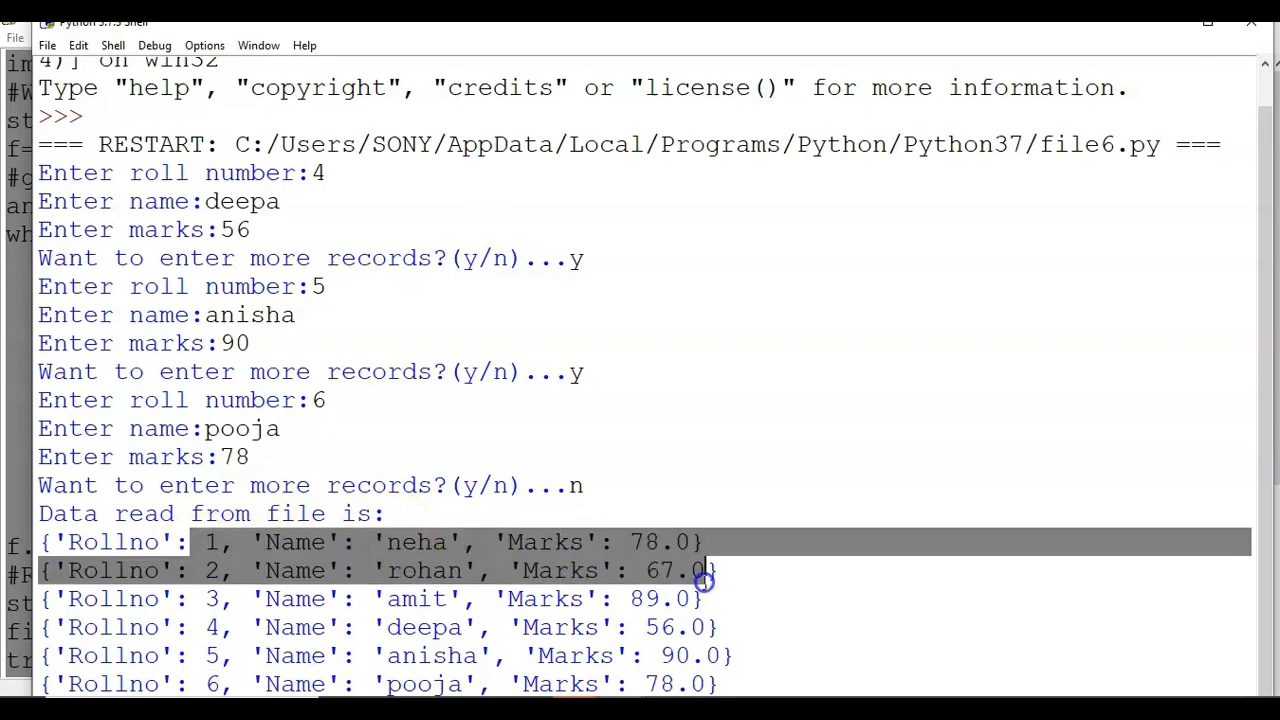 Python 3.7.3 Shell
File
File Edit Shell Debug Options Window Help
4)] on win32
Type "help", "copyright", "credits" or "license()" for more information.
>>>
=== RESTART: C:/Users/SONY/AppData/Local/Programs/Python/Python37/file6.py ===
Enter roll number:4
Enter name:deepa
Enter marks:56
Want to enter more records?(y/n)...y
Enter roll number:5
Enter name:anisha
Enter marks:90
Want to enter more records?(y/n)...y
Enter roll number:6
Enter name:pooja
Enter marks:78
Want to enter more records?(y/n)...n
Data read from file is:
{'Rollno': 1, 'Name': 'neha', 'Marks': 78.0}
{'Rollno': 2, 'Name': 'rohan', 'Marks': 67.0}
{'Rollno': 3, 'Name': 'amit', 'Marks': 89.0}
{'Rollno': 4, 'Name': 'deepa', 'Marks': 56.0}
{'Rollno': 5, 'Name': 'anisha', 'Marks': 90.0}
{'Rollno': 6, 'Name': 'pooja', 'Marks': 78.0}